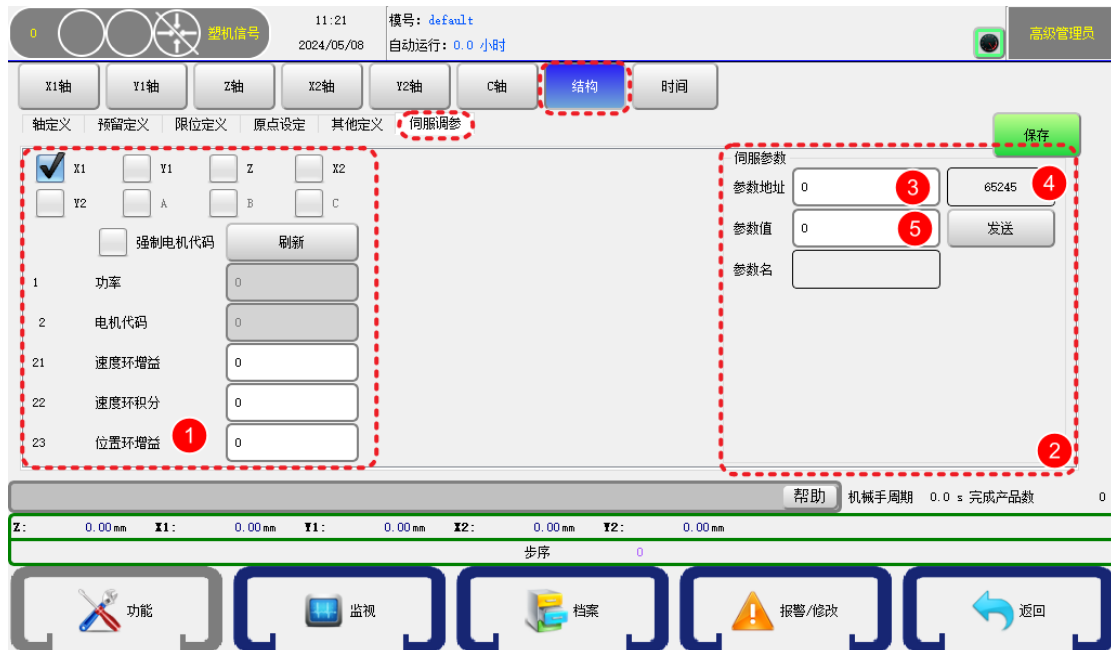 0 塑机信号 11:21 模号: default 高级管理员
2024/05/08 自动运行: 0.0 小时
X1轴 Y1轴 Z轴 X2轴 Y2轴 C轴 结构 时间
轴定义 预留定义 限位定义 原点设定 其他定义 伺服调参
保存
X1 Y1 Z X2
Y2 A B C
强制电机代码 刷新
1 功率 0
2 电机代码 0
21 速度环增益 0
22 速度环积分 0
23 位置环增益 1 0
伺服参数
参数地址 0 3 65245 4
参数值 0 5 发送
参数名
2
帮助 机械手周期 0.0 s 完成产品数 0
Z: 0.00mm X1: 0.00mm Y1: 0.00mm X2: 0.00mm Y2: 0.00mm
步序 0
功能 监视 档案 报警/修改 返回